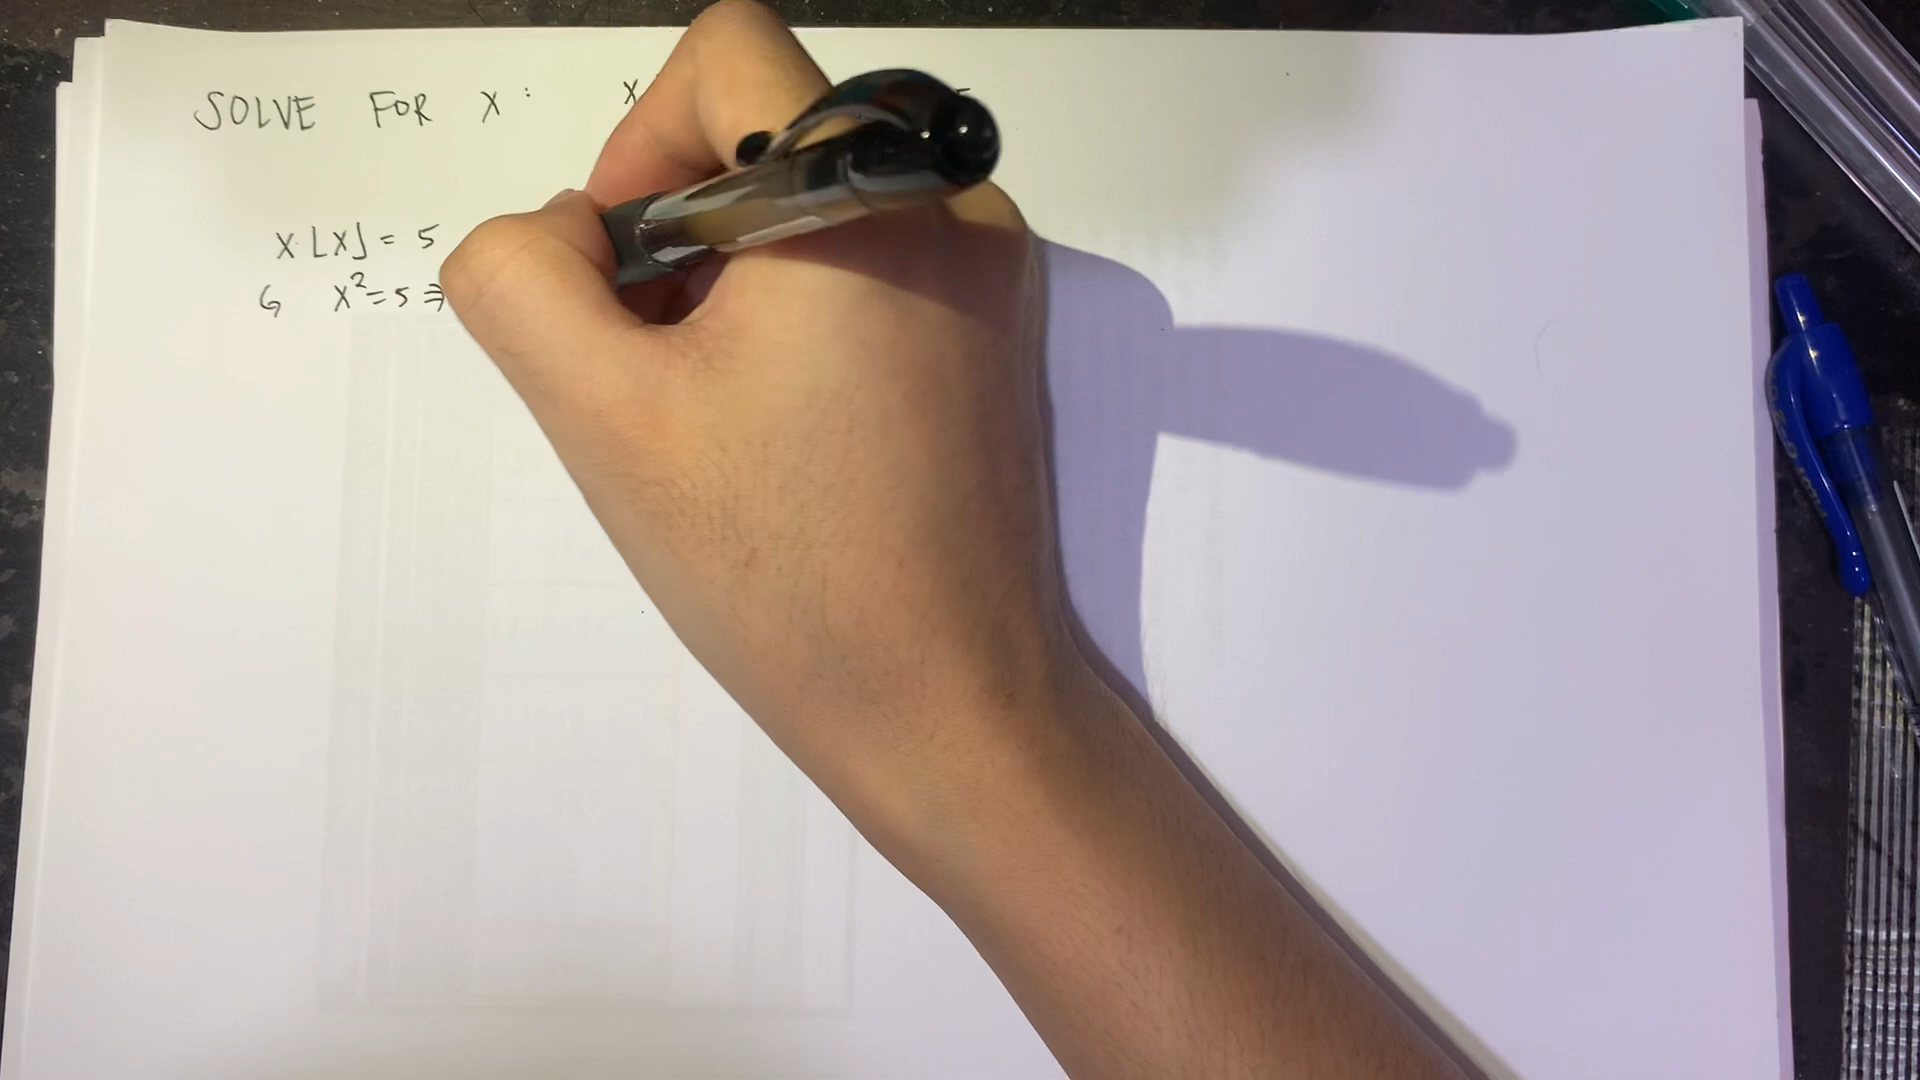 SOLVE FOR X: X
X⌊X⌋ = 5
x² = 5 ⇒